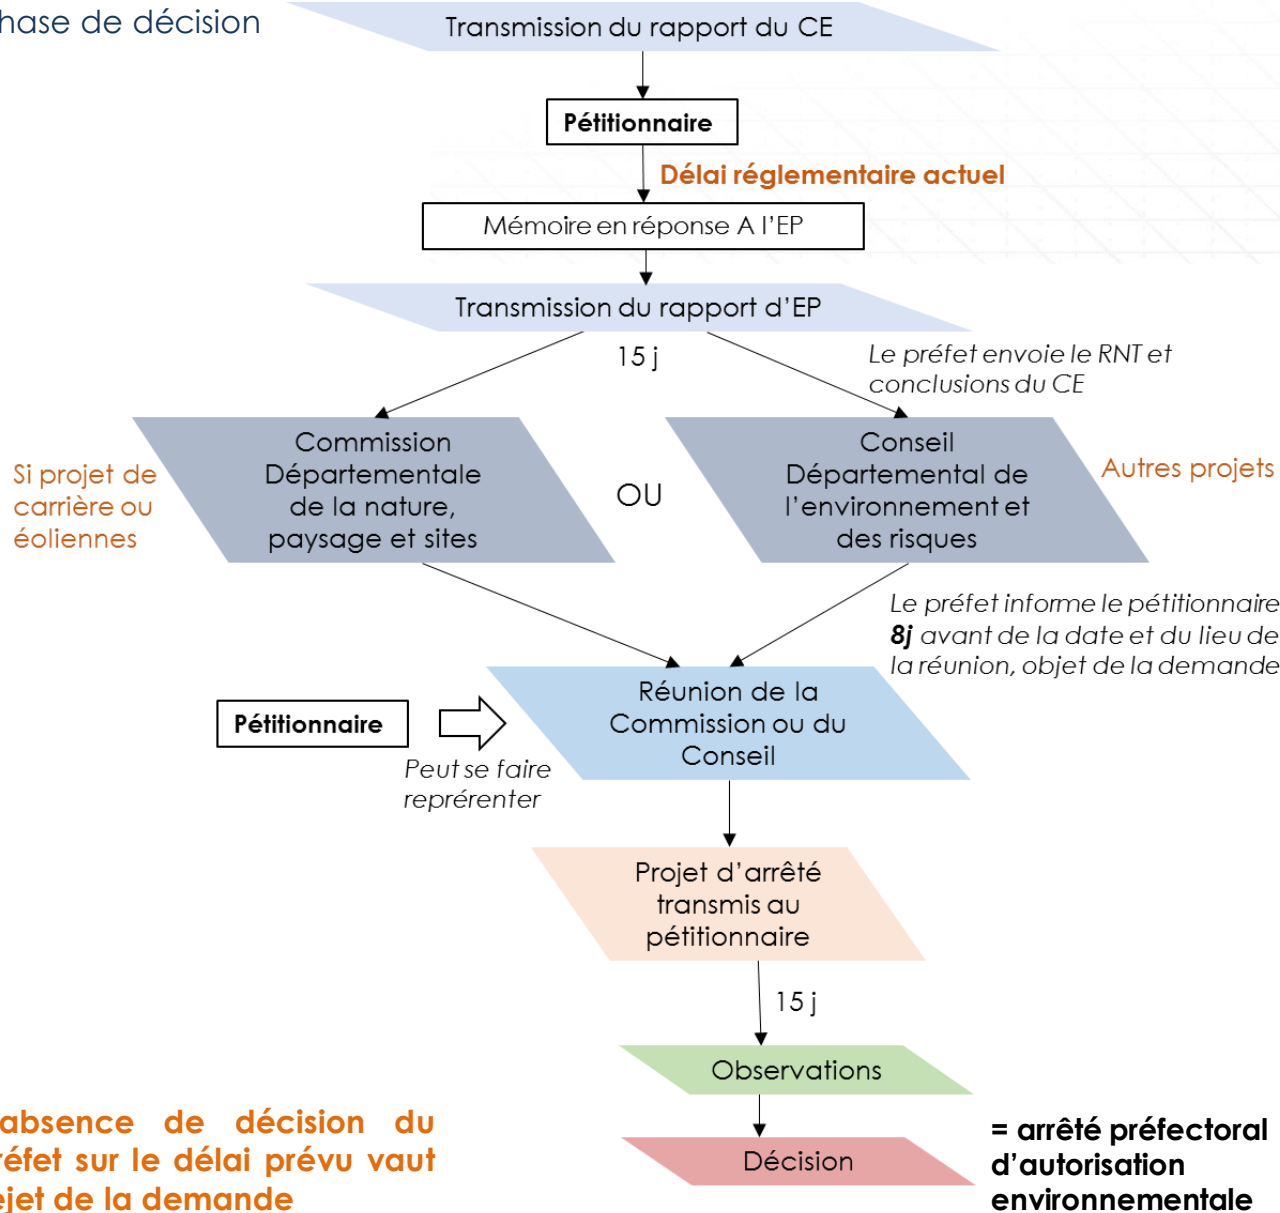 hase de décision
Transmission du rapport du CE
Pétitionnaire
Délai réglementaire actuel
Mémoire en réponse A l'EP
Transmission du rapport d'EP
15 j
Le préfet envoie le RNT et
conclusions du CE
Si projet de
carrière ou
éoliennes
Commission
Départementale
de la nature,
paysage et sites
OU
Conseil
Départemental de
l'environnement et
des risques
Autres projets
Le préfet informe le pétitionnaire
8j avant de la date et du lieu de
la réunion, objet de la demande
Pétitionnaire
Peut se faire
reprérenter
Réunion de la
Commission ou du
Conseil
Projet d'arrêté
transmis au
pétitionnaire
15 j
Observations
Décision
= arrêté préfectoral
d'autorisation
environnementale
absence de décision du
réfet sur le délai prévu vaut
ejet de la demande